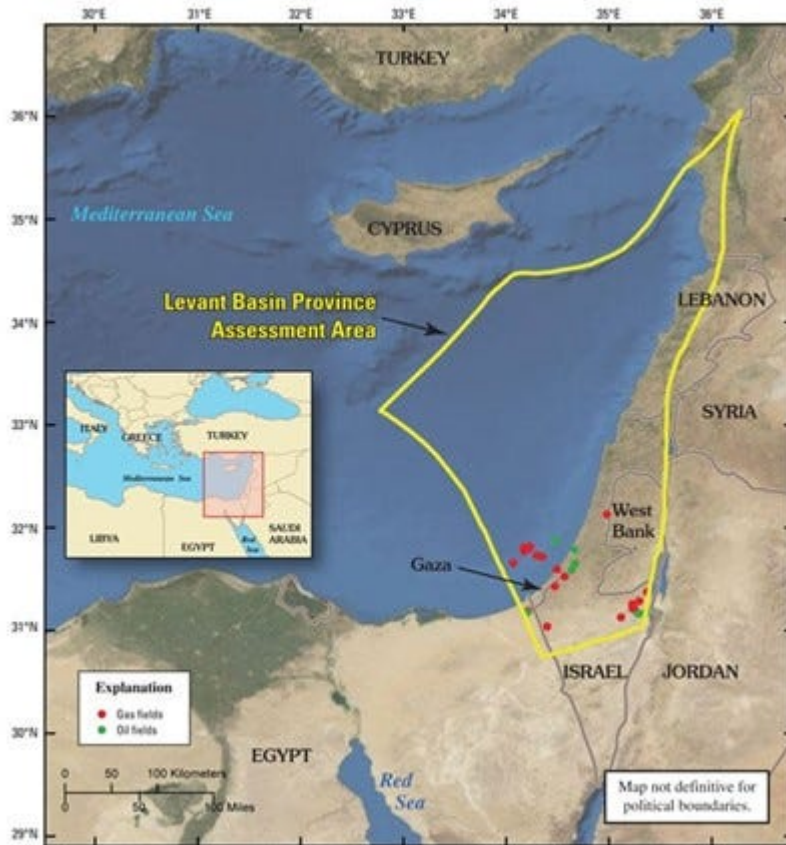 30°E 31°E 32°E 33°E 34°E 35°E 36°E
TURKEY
36°N
35°N
Mediterranean Sea
CYPRUS
Levant Basin Province
Assessment Area
LEBANON
34°N
SYRIA
33°N
ITALY
GREECE
TURKEY
Mediterranean Sea
LIBYA
EGYPT
Red
Sea
SAUDI
ARABIA
32°N
West
Bank
Gaza
31°N
ISRAEL
JORDAN
Explanation
Gas fields
Oil fields
30°N
EGYPT
0 50 100 Kilometers
0 50 100 Miles
Red
Sea
Map not definitive for
political boundaries.
29°N